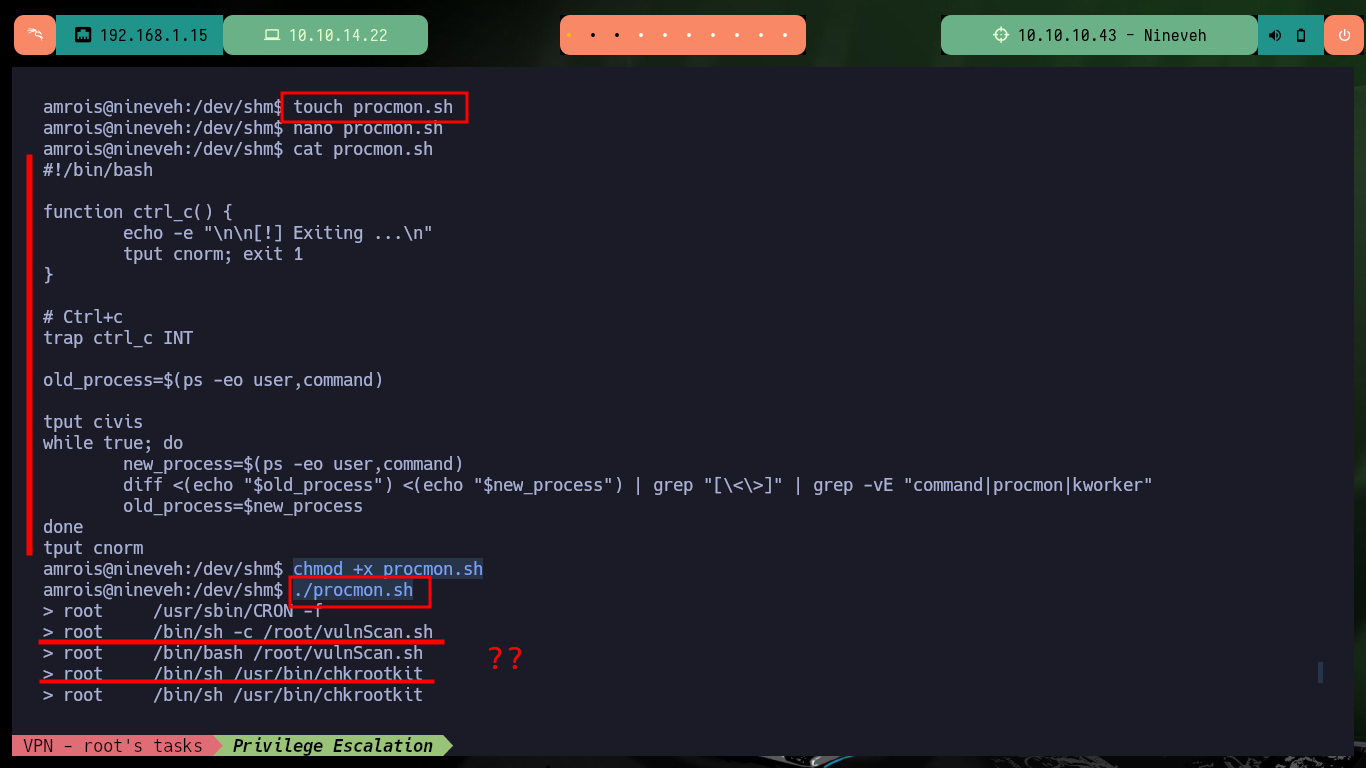 192.168.1.15 10.10.14.22 10.10.10.43 - Nineveh
amrois@nineveh:/dev/shm$ touch procmon.sh
amrois@nineveh:/dev/shm$ nano procmon.sh
amrois@nineveh:/dev/shm$ cat procmon.sh
#!/bin/bash
function ctrl_c() {
        echo -e "\n\n[!] Exiting ...\n"
        tput cnorm; exit 1
}
# Ctrl+c
trap ctrl_c INT
old_process=$(ps -eo user,command)
tput civis
while true; do
        new_process=$(ps -eo user,command)
        diff <(echo "$old_process") <(echo "$new_process") | grep "[\<\>]" | grep -vE "command|procmon|kworker"
        old_process=$new_process
done
tput cnorm
amrois@nineveh:/dev/shm$ chmod +x procmon.sh
amrois@nineveh:/dev/shm$ ./procmon.sh
> root     /usr/sbin/CRON -f
> root     /bin/sh -c /root/vulnScan.sh
> root     /bin/bash /root/vulnScan.sh
??
> root     /bin/sh /usr/bin/chkrootkit
> root     /bin/sh /usr/bin/chkrootkit
VPN - root's tasks Privilege Escalation